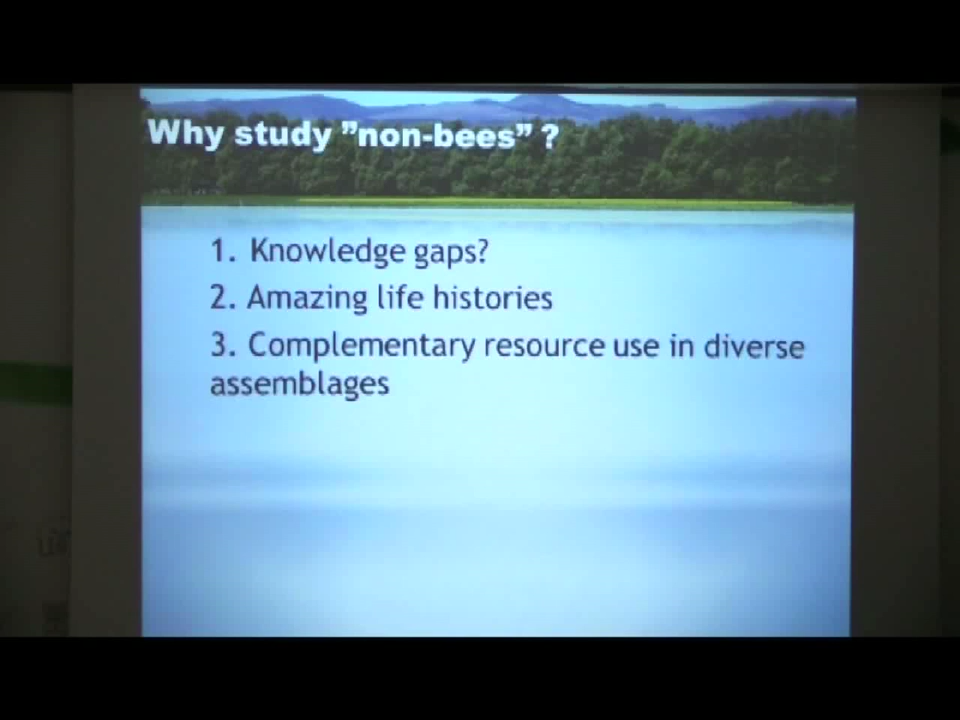 Why study ”non-bees” ?
1. Knowledge gaps?
2. Amazing life histories
3. Complementary resource use in diverse
assemblages